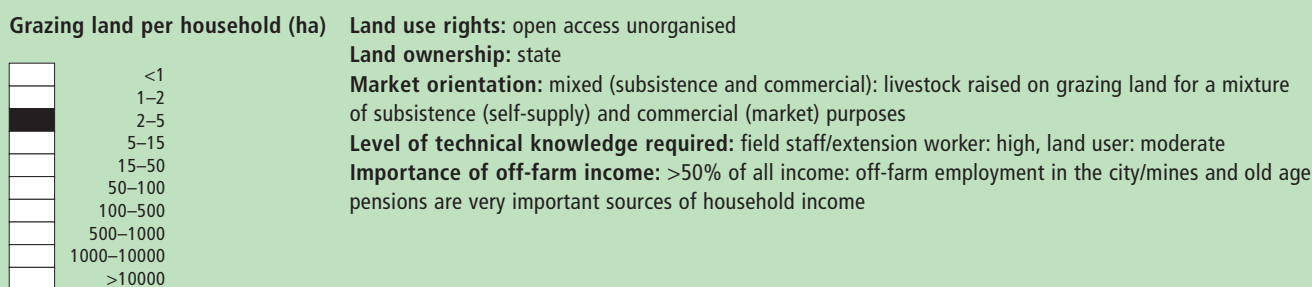 Grazing land per household (ha)
<1
1–2
2–5
5–15
15–50
50–100
100–500
500–1000
1000–10000
>10000
Land use rights: open access unorganised
Land ownership: state
Market orientation: mixed (subsistence and commercial): livestock raised on grazing land for a mixture
of subsistence (self-supply) and commercial (market) purposes
Level of technical knowledge required: field staff/extension worker: high, land user: moderate
Importance of off-farm income: >50% of all income: off-farm employment in the city/mines and old age
pensions are very important sources of household income